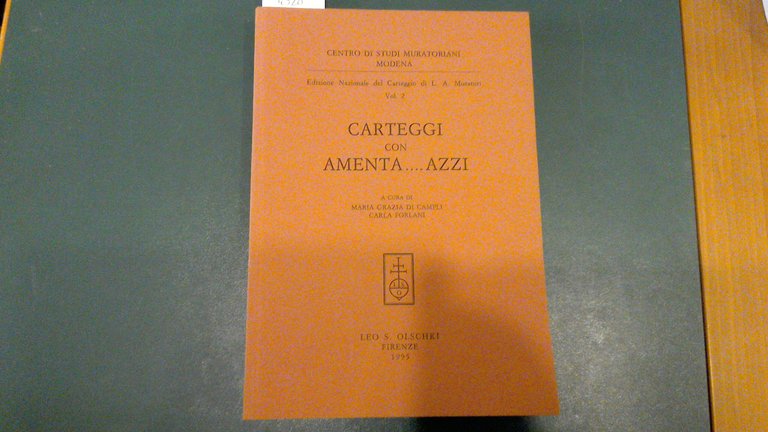 CENTRO DI STUDI MURATORIANI
MODENA
Edizione Nazionale del Carteggio di L. A. Muratori
Vol. 2
CARTEGGI
CON
AMENTA .... AZZI
A CURA DI
MARIA GRAZIA DI CAMPLI
CARLA FORLANI
LEO S. OLSCHKI
FIRENZE
1995